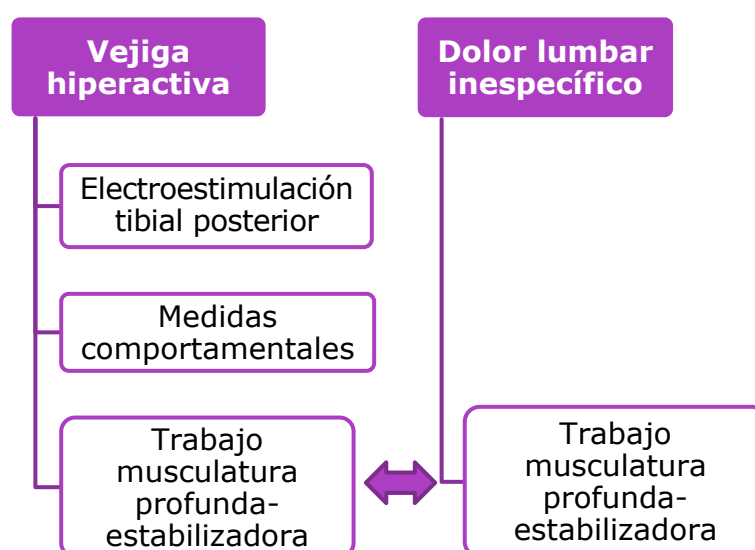 Vejiga
hiperactiva
Electroestimulación
tibial posterior
Medidas
comportamentales
Trabajo
musculatura
profunda-
estabilizadora
Dolor lumbar
inespecífico
Trabajo
musculatura
profunda-
estabilizadora